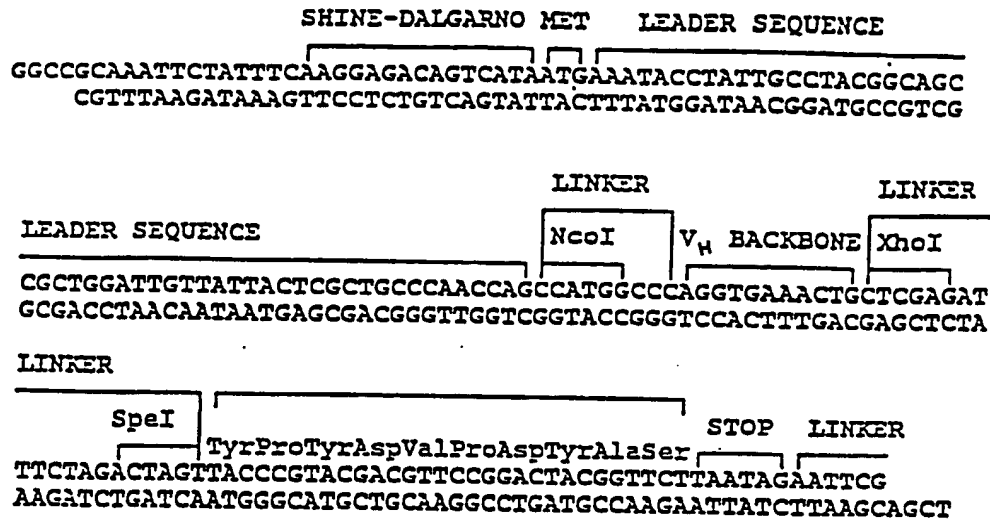 SHINE-DALGARNO MET LEADER SEQUENCE
GGCCGCAAATTCTATTTCAAGGAGACAGTCATAATGAAATACCTATTGCCTACGGCAGC
CGTTTAAGATAAAGTTCCTCTGTCAGTATTACTTTATGGATAACGGATGCCGTCG
LINKER LINKER
LEADER SEQUENCE NcoI VH BACKBONE XhoI
CGCTGGATTGTTATTACTCGCTGCCCAACCAGCCATGGCCCAGGTGAAACTGCTCGAGAT
GCGACCTAACAATAATGAGCGACGGGTTGGTCGGTACCGGGTCCACTTTGACGAGCTCTA
LINKER
SpeI STOP LINKER
TyrProTyrAspValProAspTyrAlaSer
TTCTAGACTAGTTACCCGTACGACGTTCCGGACTACGGTTCTTAATAGAATTCG
AAGATCTGATCAATGGGCATGCTGCAAGGCCTGATGCCAAGAATTATCTTAAGCAGCT